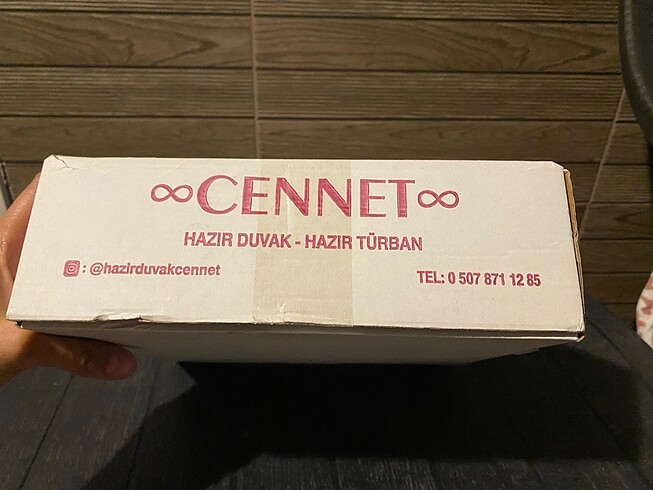 ∞CENNET∞
HAZIR DUVAK - HAZIR TÜRBAN
: @hazirduvakcennet
TEL: 0 507 871 12 85